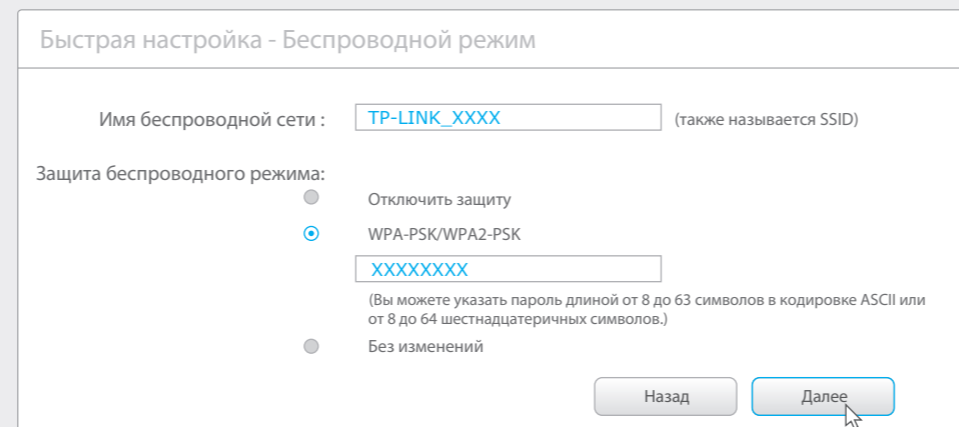 Быстрая настройка - Беспроводной режим
Имя беспроводной сети : TP-LINK_XXXX (также называется SSID)
Защита беспроводного режима:
Отключить защиту
WPA-PSK/WPA2-PSK
XXXXXXXX
(Вы можете указать пароль длиной от 8 до 63 символов в кодировке ASCII или
от 8 до 64 шестнадцатеричных символов.)
Без изменений
Назад Далее